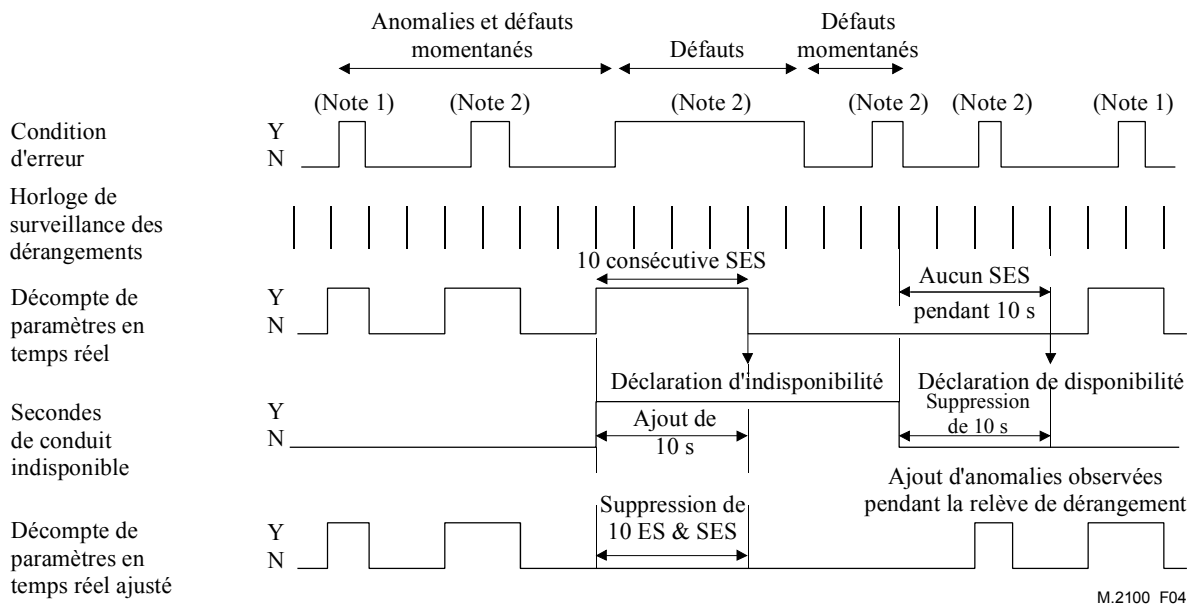 Anomalies et défauts
momentanés
Défauts
Défauts
momentanés
(Note 1)
(Note 2)
(Note 2)
(Note 2)
(Note 2)
(Note 1)
Condition
d'erreur
Y
N
Horloge de
surveillance des
dérangements
10 consécutive SES
Aucun SES
pendant 10 s
Décompte de
paramètres en
temps réel
Y
N
Déclaration d'indisponibilité
Déclaration de disponibilité
Secondes
de conduit
indisponible
Y
N
Ajout de
10 s
Suppression
de 10 s
Ajout d'anomalies observées
pendant la relève de dérangement
Suppression de
10 ES & SES
Décompte de
paramètres en
temps réel ajusté
Y
N
M.2100_F04